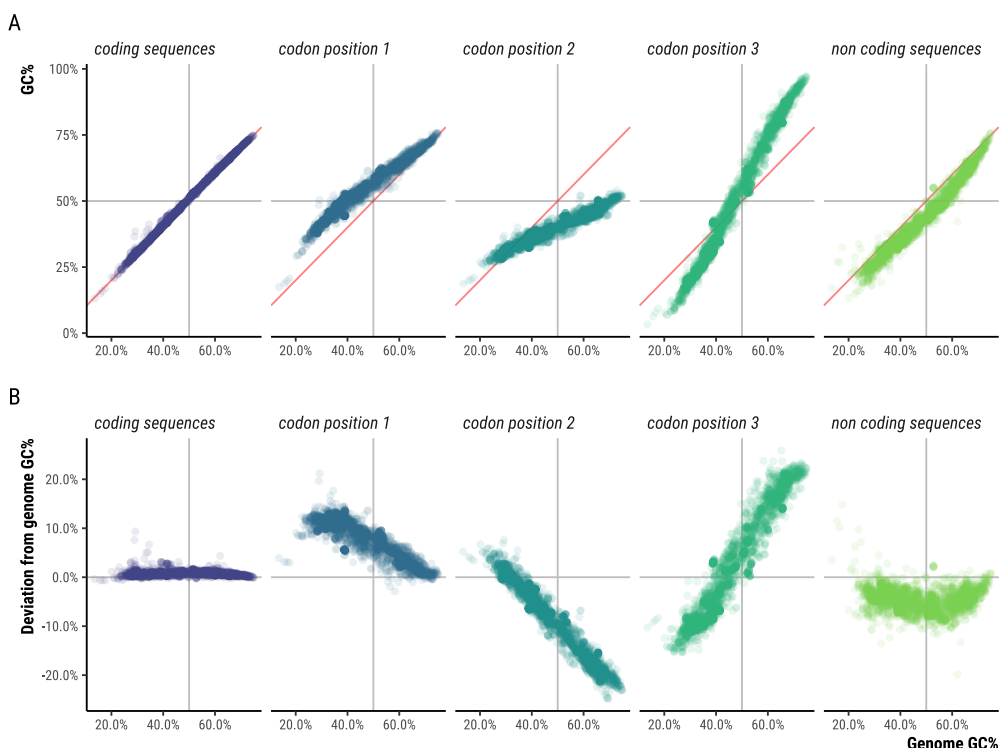 A
coding sequences codon position 1 codon position 2 codon position 3 non coding sequences
GC%
100%
75%
50%
25%
0%
20.0% 40.0% 60.0% 20.0% 40.0% 60.0% 20.0% 40.0% 60.0% 20.0% 40.0% 60.0% 20.0% 40.0% 60.0%
B
coding sequences codon position 1 codon position 2 codon position 3 non coding sequences
Deviation from genome GC%
20.0%
10.0%
0.0%
-10.0%
-20.0%
20.0% 40.0% 60.0% 20.0% 40.0% 60.0% 20.0% 40.0% 60.0% 20.0% 40.0% 60.0% 20.0% 40.0% 60.0%
Genome GC%